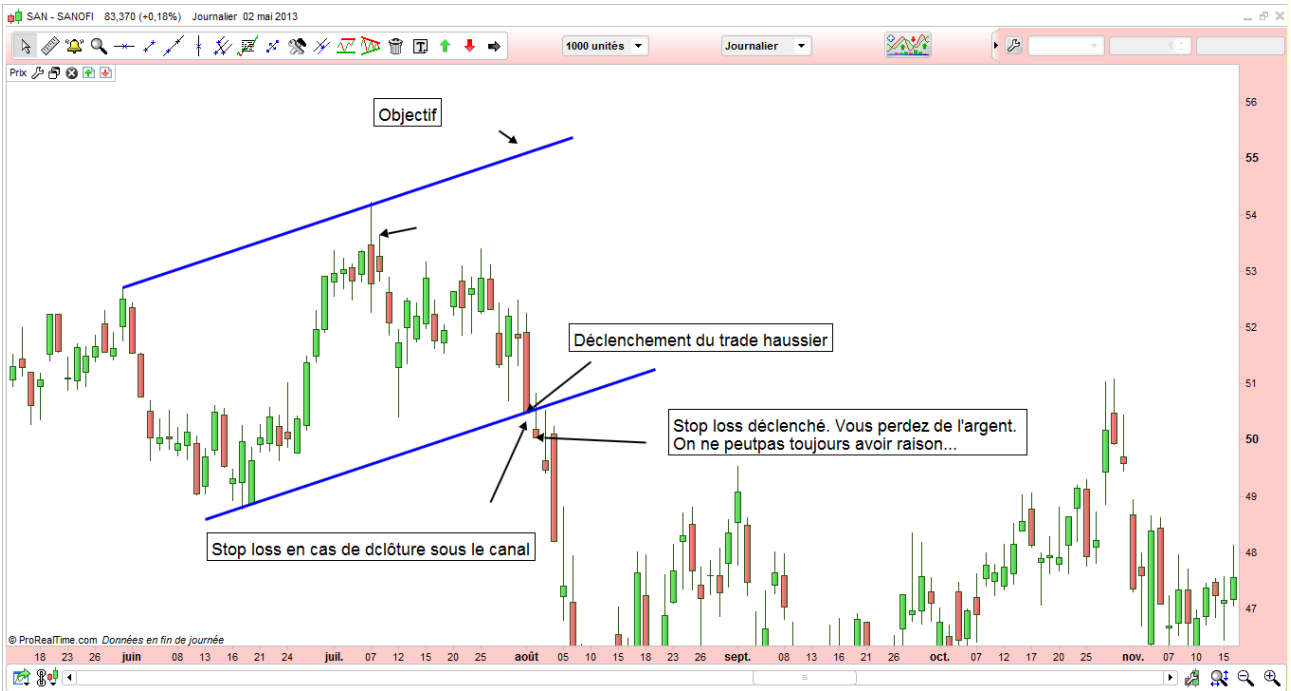 SAN - SANOFI 83,370 (+0,18%) Journalier 02 mai 2013
1000 unités
Journalier
Prix
Objectif
Déclenchement du trade haussier
Stop loss déclenché. Vous perdez de l'argent.
On ne peutpas toujours avoir raison...
Stop loss en cas de dclôture sous le canal
56
55
54
53
52
51
50
49
48
47
© ProRealTime.com Données en fin de journée
18 23 26 juin 08 13 16 21 24 juil. 07 12 15 20 25 août 05 10 15 18 23 26 sept. 08 13 16 21 26 oct. 07 12 17 20 25 nov. 07 10 15